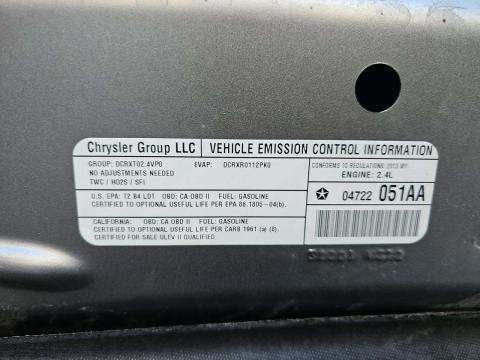 Chrysler Group LLC VEHICLE EMISSION CONTROL INFORMATION
GROUP: DCRXT02.4VP0 EVAP: DCRXR0112PK0
NO ADJUSTMENTS NEEDED
TWC / HO2S / SFI
CONFORMS TO REGULATIONS: 2013 MY
ENGINE: 2.4L
U.S. EPA: T2 B4 LDT OBD: CA OBD II FUEL: GASOLINE
CERTIFIED TO OPTIONAL USEFUL LIFE PER EPA 86.1805-04(b).
04722 051AA
CALIFORNIA: OBD: CA OBD II FUEL: GASOLINE
CERTIFIED TO OPTIONAL USEFUL LIFE PER CARB 1961 (a) (8).
CERTIFIED FOR SALE ULEV II QUALIFIED